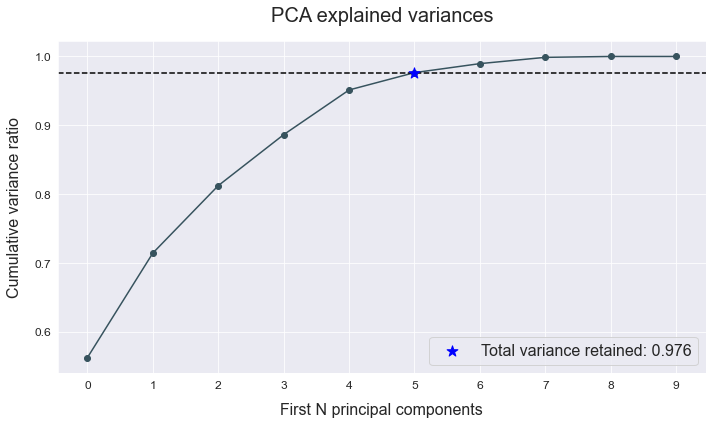 PCA explained variances
Cumulative variance ratio
1.0
0.9
0.8
0.7
0.6
Total variance retained: 0.976
0 1 2 3 4 5 6 7 8 9
First N principal components